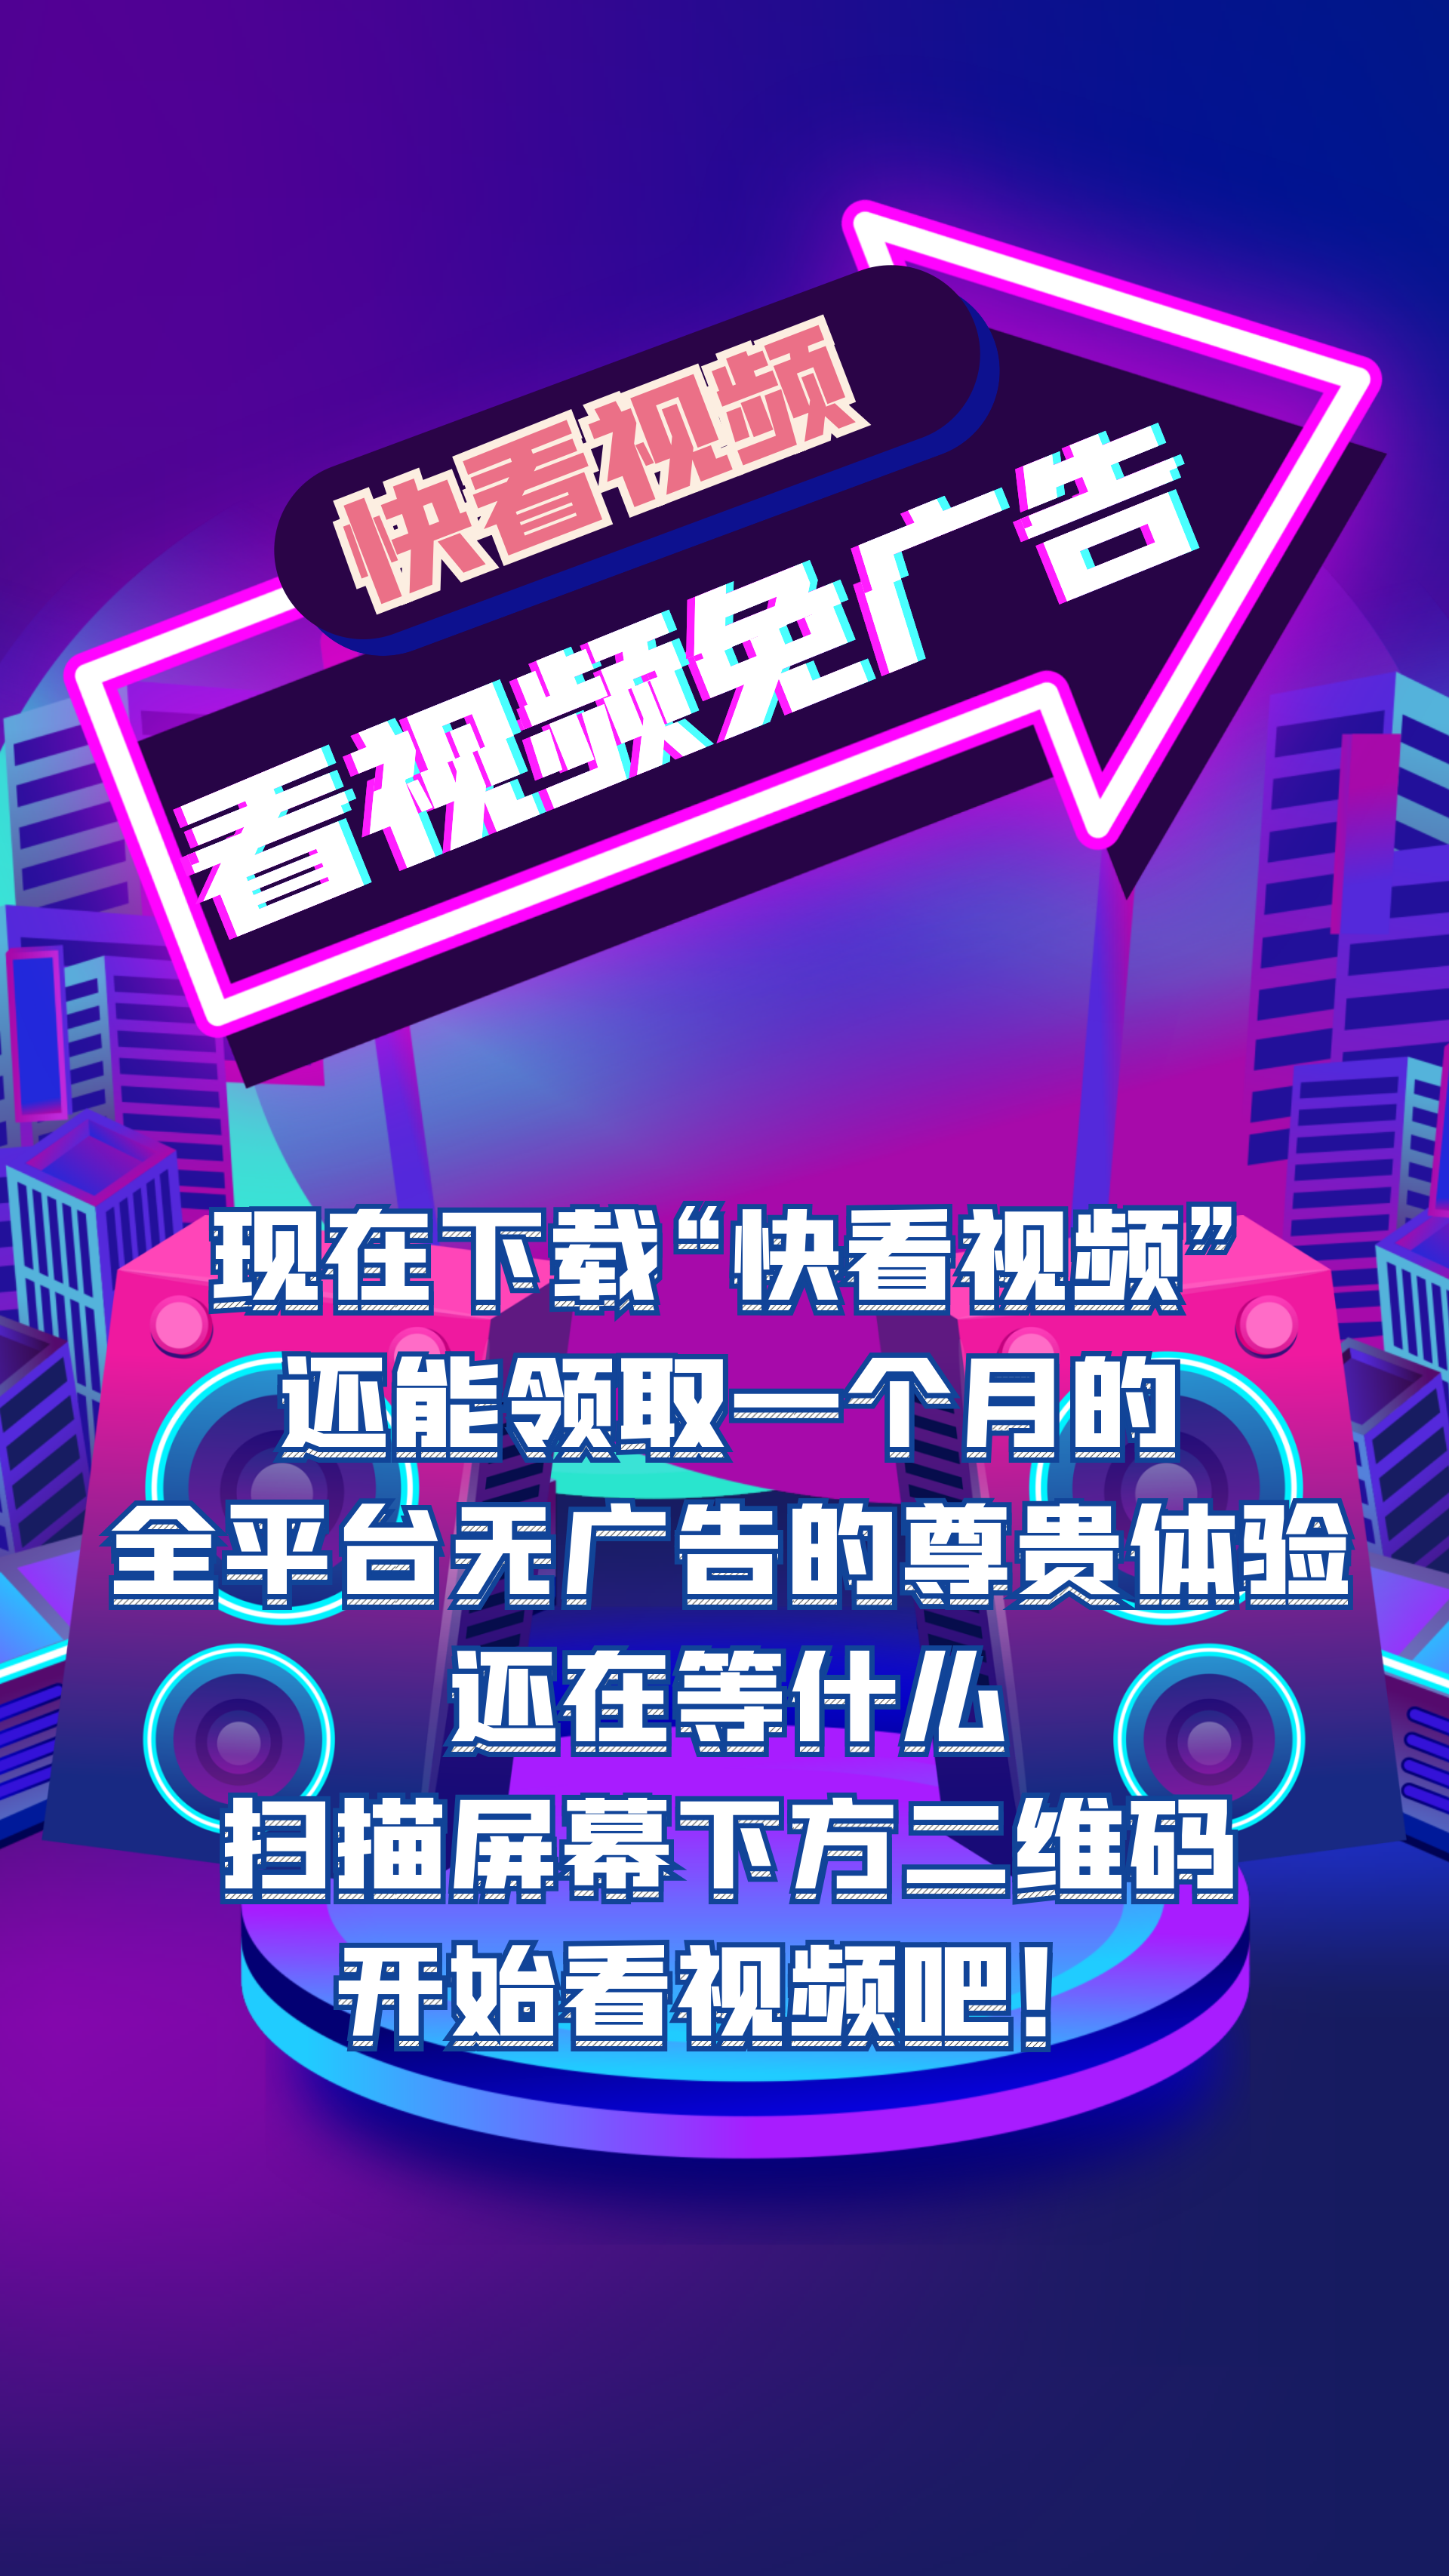 快看视频
看视频免广告
现在下载“快看视频”
还能领取一个月的
全平台无广告的尊贵体验
还在等什么
扫描屏幕下方二维码
开始看视频吧！